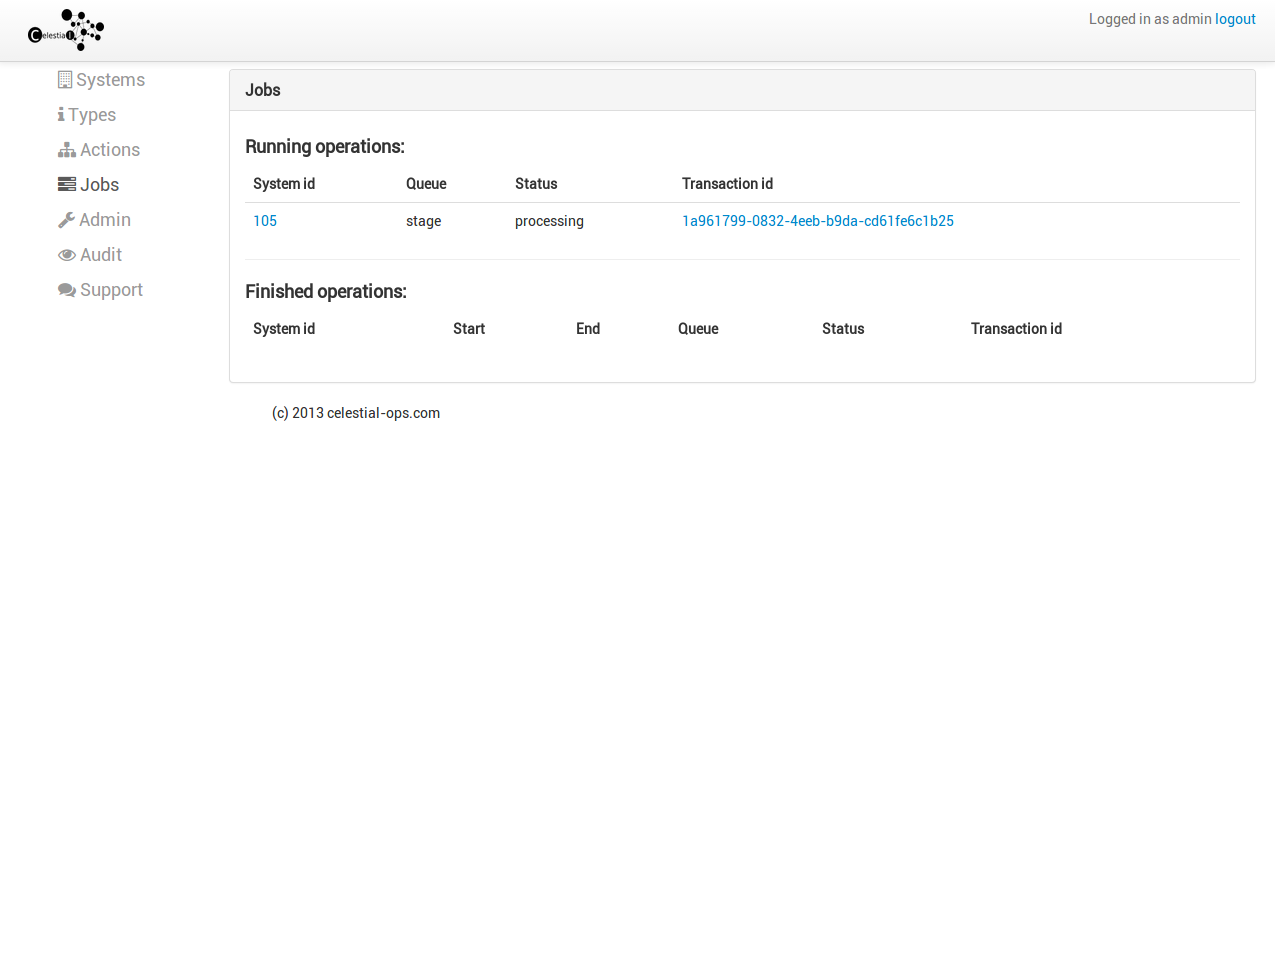 Celestial
Logged in as admin logout
Systems
Types
Actions
Jobs
Admin
Audit
Support
Jobs
Running operations:
System id Queue Status Transaction id
105 stage processing 1a961799-0832-4eeb-b9da-cd61fe6c1b25
Finished operations:
System id Start End Queue Status Transaction id
(c) 2013 celestial-ops.com